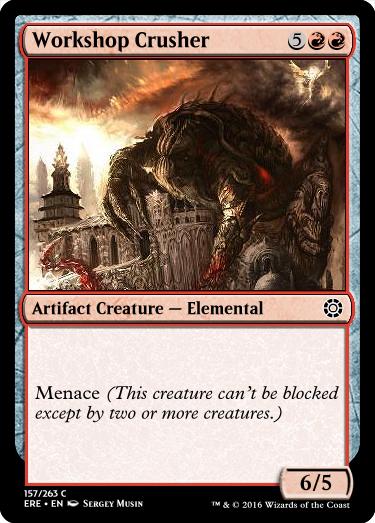 Workshop Crusher 5
Artifact Creature — Elemental
Menace (This creature can't be blocked
except by two or more creatures.)
6/5
157/263 C
ERE • EN Sergey Musin
™ & © 2016 Wizards of the Coast